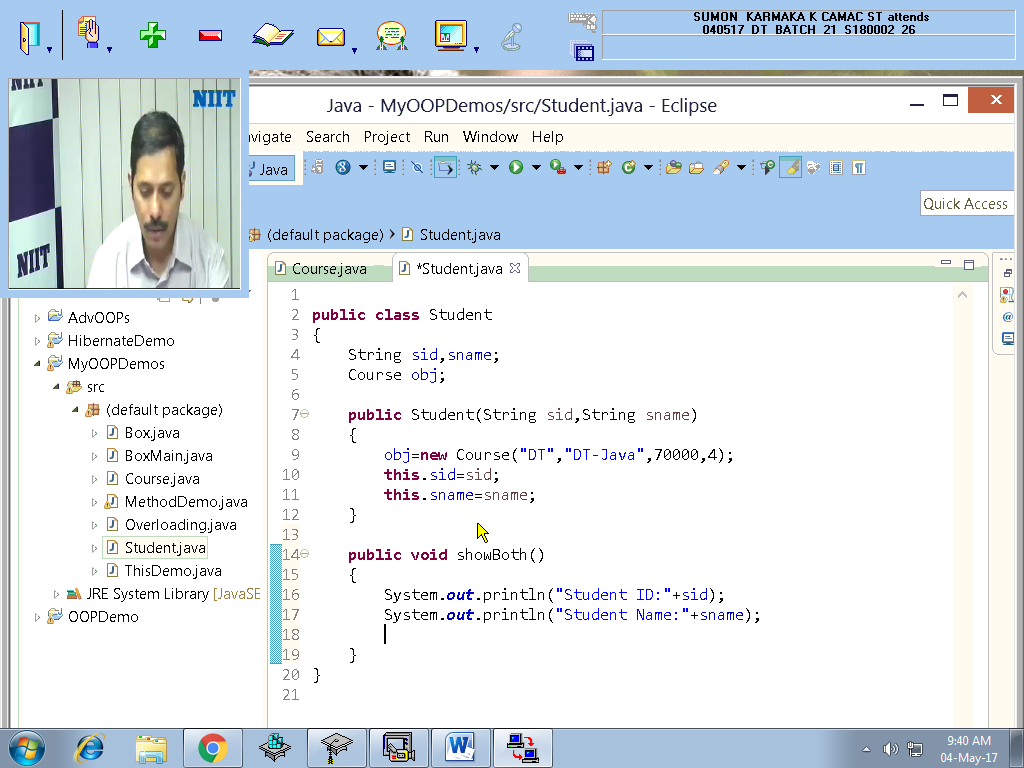 SUMON KARMAKA K CAMAC ST attends
040517 DT BATCH 21 S180002 26
NIIT
NIIT
Java - MyOOPDemos/src/Student.java - Eclipse
avigate Search Project Run Window Help
Java
Quick Access
(default package) Student.java
Course.java
*Student.java
AdvOOPs
HibernateDemo
MyOOPDemos
src
(default package)
Box.java
BoxMain.java
Course.java
MethodDemo.java
Overloading.java
Student.java
ThisDemo.java
JRE System Library [JavaSE
OOPDemo
1
2 public class Student
3 {
4 String sid,sname;
5 Course obj;
6
7 public Student(String sid,String sname)
8 {
9 obj=new Course("DT","DT-Java",70000,4);
10 this.sid=sid;
11 this.sname=sname;
12 }
13
14 public void showBoth()
15 {
16 System.out.println("Student ID:"+sid);
17 System.out.println("Student Name:"+sname);
18
19 }
20 }
21
9:40 AM
04-May-17